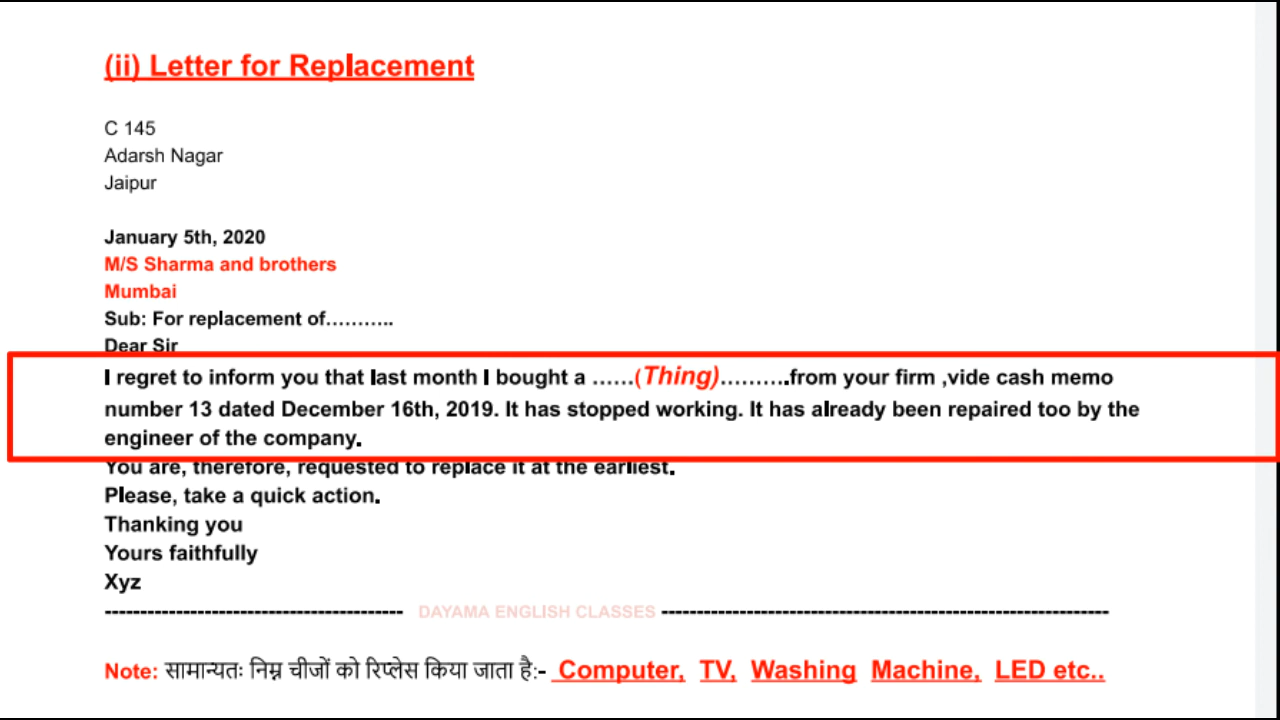 (ii) Letter for Replacement
C 145
Adarsh Nagar
Jaipur
January 5th, 2020
M/S Sharma and brothers
Mumbai
Sub: For replacement of...........
Dear Sir
I regret to inform you that last month I bought a ......(Thing)..........from your firm ,vide cash memo
number 13 dated December 16th, 2019. It has stopped working. It has already been repaired too by the
engineer of the company.
You are, therefore, requested to replace it at the earliest.
Please, take a quick action.
Thanking you
Yours faithfully
Xyz
------------------------------------------ DAYAMA ENGLISH CLASSES ---------------------------------------------------------------
Note: सामान्यतः निम्न चीजों को रिप्लेस किया जाता है:- Computer, TV, Washing Machine, LED etc..